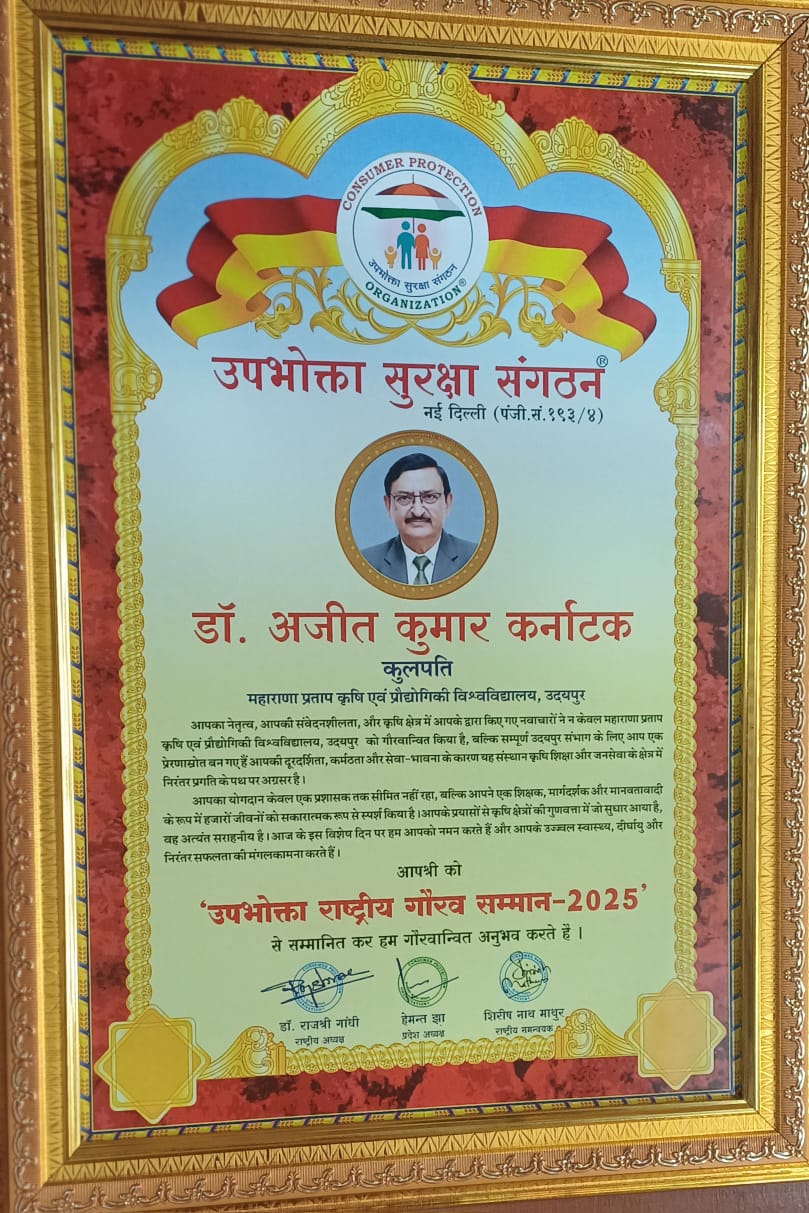 CONSUMER PROTECTION
उपभोक्ता सुरक्षा संगठन
ORGANIZATION®
उपभोक्ता सुरक्षा संगठन®
नई दिल्ली (पंजी.सं.१९३/४)
डॉ. अजीत कुमार कर्नाटक
कुलपति
महाराणा प्रताप कृषि एवं प्रौद्योगिकी विश्वविद्यालय, उदयपुर
आपका नेतृत्व, आपकी संवेदनशीलता, और कृषि क्षेत्र में आपके द्वारा किए गए नवाचारों ने न केवल महाराणा प्रताप
कृषि एवं प्रौद्योगिकी विश्वविद्यालय, उदयपुर को गौरवान्वित किया है, बल्कि सम्पूर्ण उदयपुर संभाग के लिए आप एक
प्रेरणास्रोत बन गए हैं आपकी दूरदर्शिता, कर्मठता और सेवा-भावना के कारण यह संस्थान कृषि शिक्षा और जनसेवा के क्षेत्र में
निरंतर प्रगति के पथ पर अग्रसर है।
आपका योगदान केवल एक प्रशासक तक सीमित नहीं रहा, बल्कि आपने एक शिक्षक, मार्गदर्शक और मानवतावादी
के रूप में हजारों जीवनों को सकारात्मक रूप से स्पर्श किया है। आपके प्रयासों से कृषि क्षेत्रों की गुणवत्ता में जो सुधार आया है,
वह अत्यंत सराहनीय है। आज के इस विशेष दिन पर हम आपको नमन करते हैं और आपके उज्ज्वल स्वास्थ्य, दीर्घायु और
निरंतर सफलता की मंगलकामना करते हैं।
आपश्री को
'उपभोक्ता राष्ट्रीय गौरव सम्मान-2025'
से सम्मानित कर हम गौरवान्वित अनुभव करते हैं।
डॉ. राजश्री गांधी
राष्ट्रीय अध्यक्ष
हेमन्त झा
प्रदेश अध्यक्ष
शिरीष नाथ माथुर
राष्ट्रीय समन्वयक